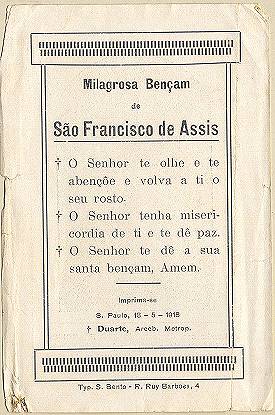 Milagrosa Bençam
de
São Francisco de Assis
† O Senhor te olhe e te
abençõe e volva a ti o
seu rosto.
† O Senhor tenha miseri-
cordia de ti e te dê paz.
† O Senhor te dê a sua
santa bençam, Amem.
Imprima-se
S. Paulo, 18 - 5 - 1918
† Duarte, Arceb. Metrop.
Typ. S. Bento - R. Ruy Barbosa, 4